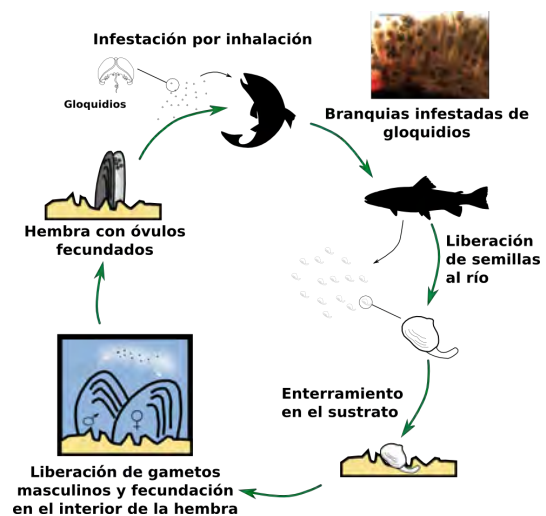 Infestación por inhalación
Gloquidios
Branquias infestadas de
gloquidios
Liberación
de semillas
al río
Enterramiento
en el sustrato
Liberación de gametos
masculinos y fecundación
en el interior de la hembra
Hembra con óvulos
fecundados